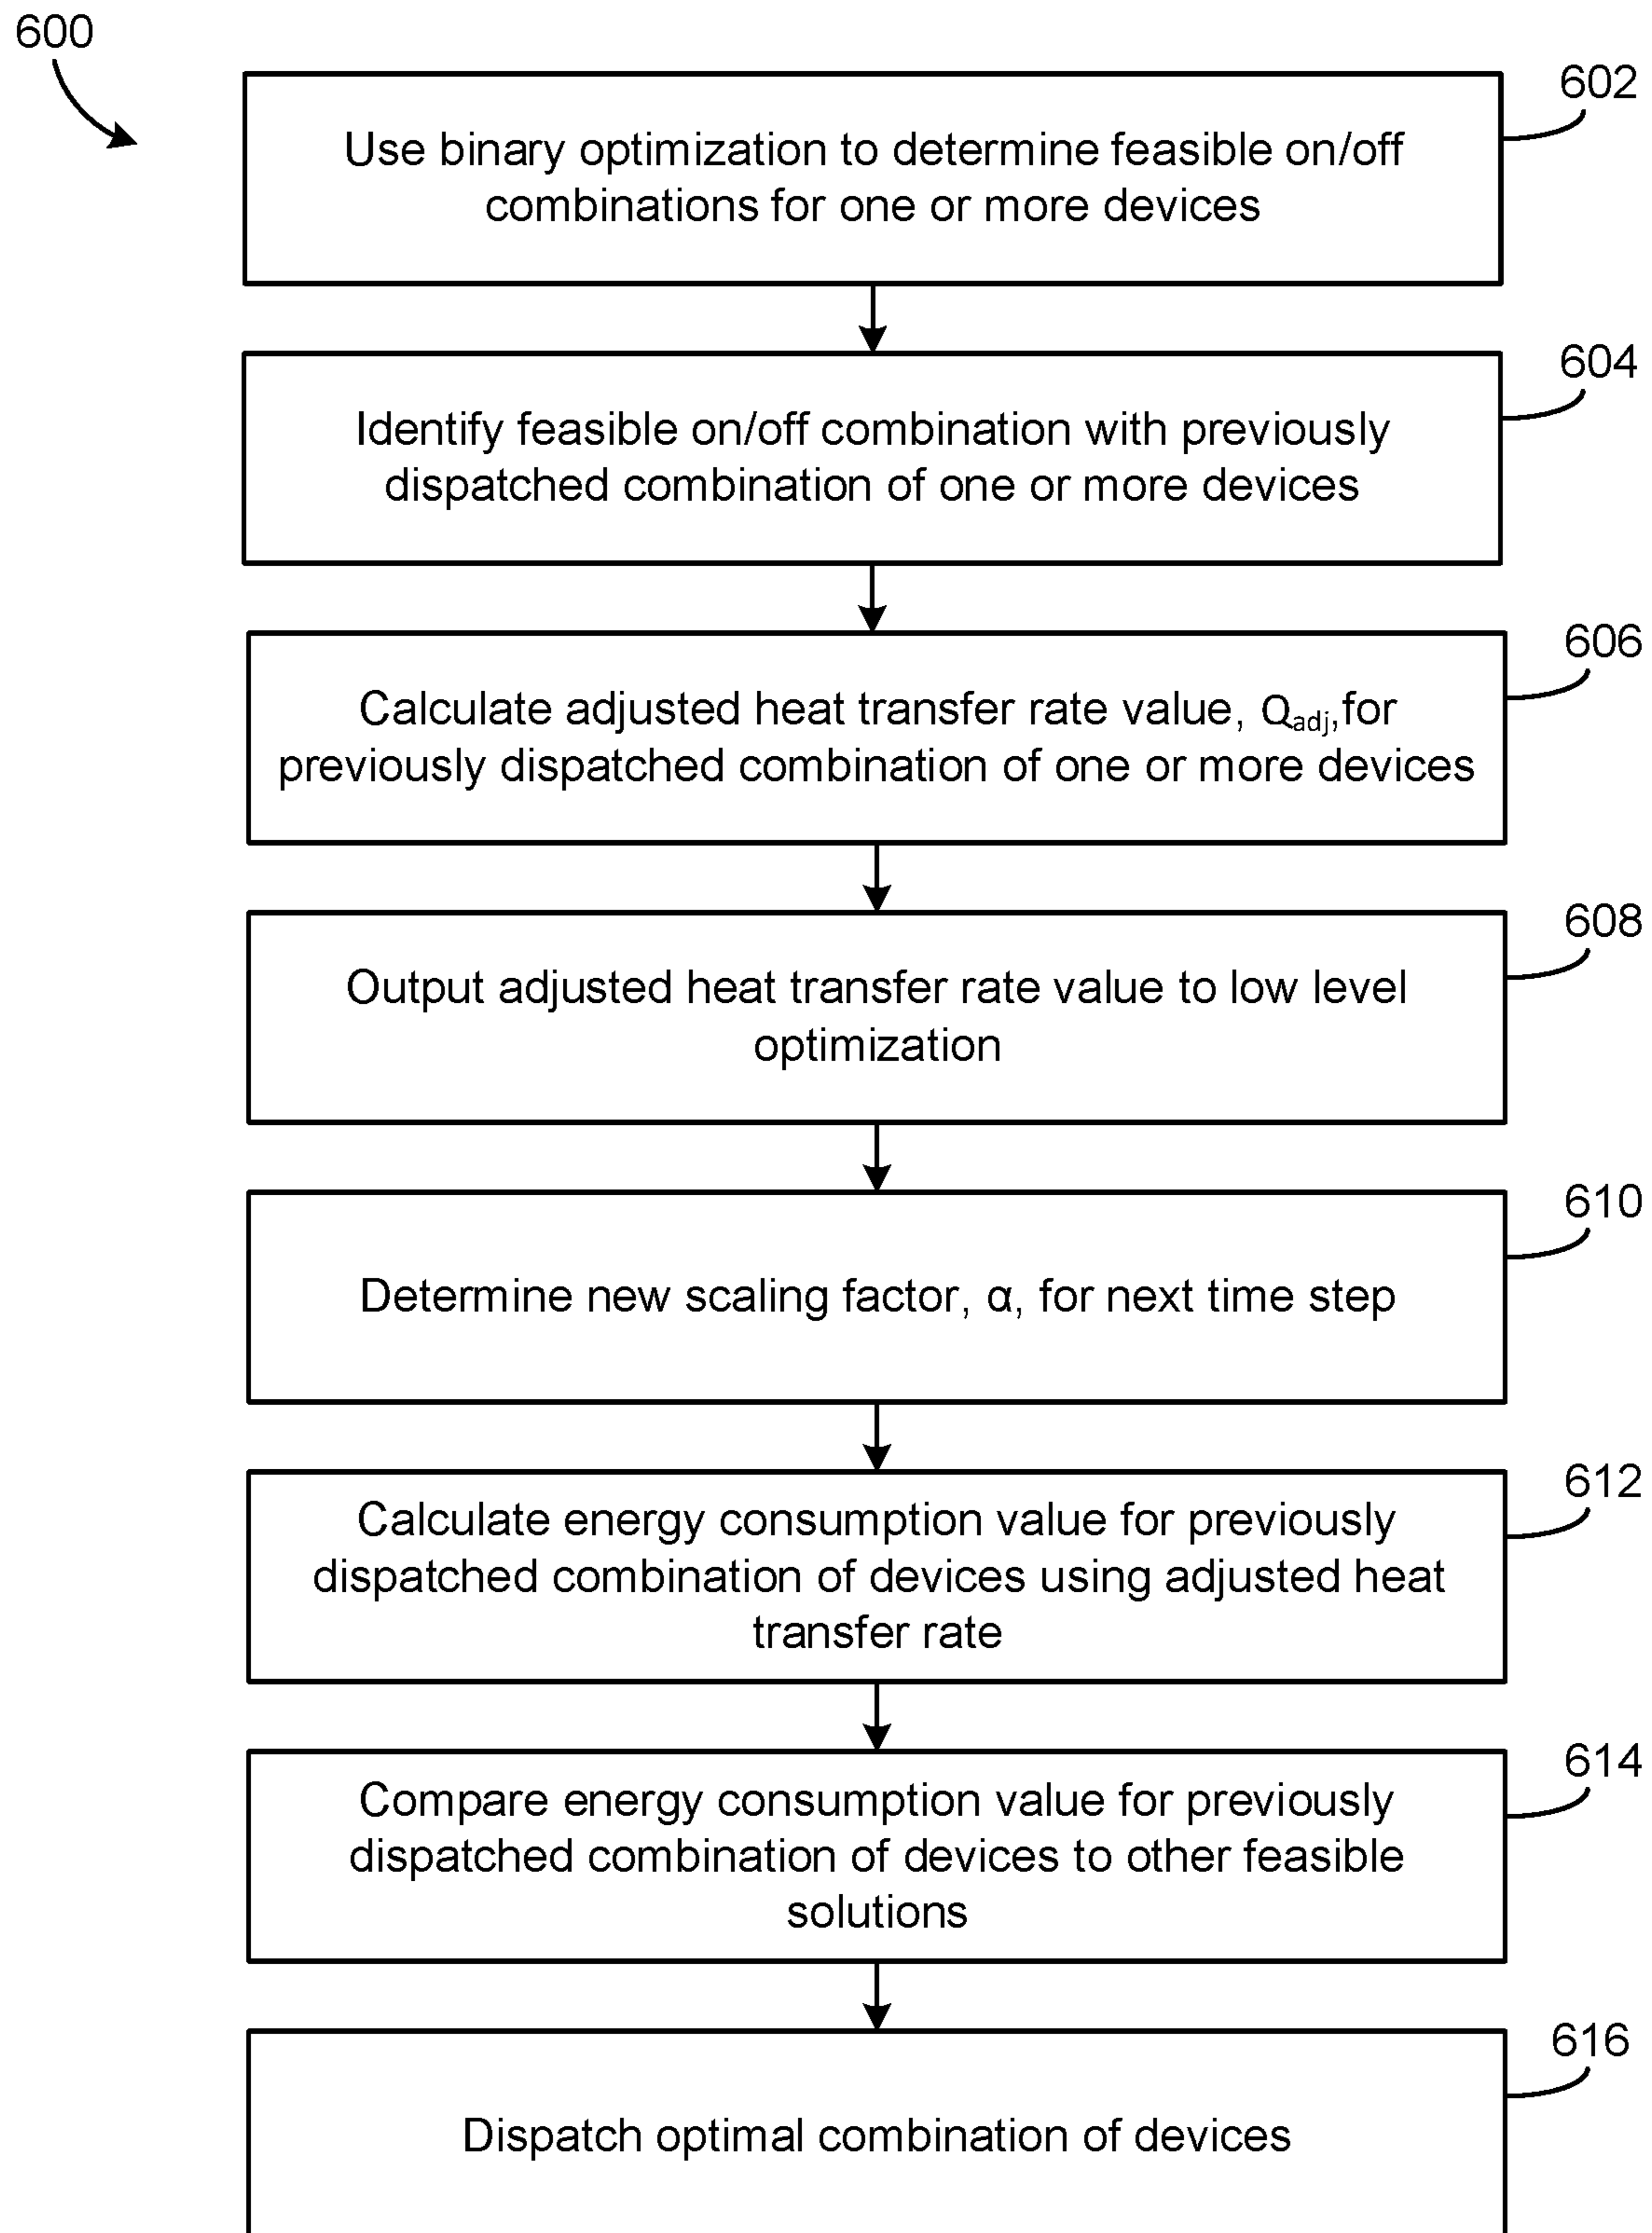 600
602
Use binary optimization to determine feasible on/off
combinations for one or more devices
604
Identify feasible on/off combination with previously
dispatched combination of one or more devices
606
Calculate adjusted heat transfer rate value, Qadj,for
previously dispatched combination of one or more devices
608
Output adjusted heat transfer rate value to low level
optimization
610
Determine new scaling factor, α, for next time step
612
Calculate energy consumption value for previously
dispatched combination of devices using adjusted heat
transfer rate
614
Compare energy consumption value for previously
dispatched combination of devices to other feasible
solutions
616
Dispatch optimal combination of devices